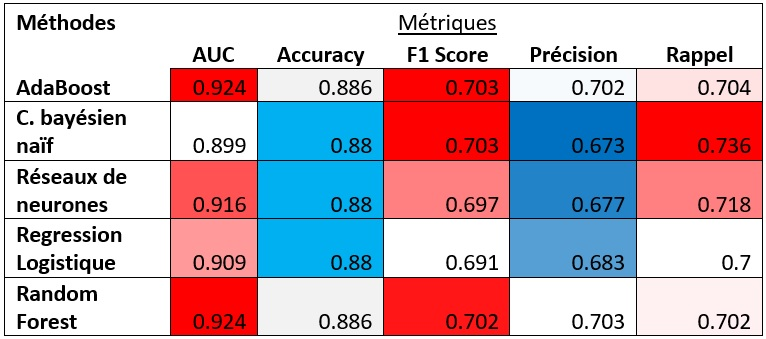 Méthodes Métriques
AUC Accuracy F1 Score Précision Rappel
AdaBoost 0.924 0.886 0.703 0.702 0.704
C. bayésien
naïf 0.899 0.88 0.703 0.673 0.736
Réseaux de
neurones 0.916 0.88 0.697 0.677 0.718
Regression
Logistique 0.909 0.88 0.691 0.683 0.7
Random
Forest 0.924 0.886 0.702 0.703 0.702